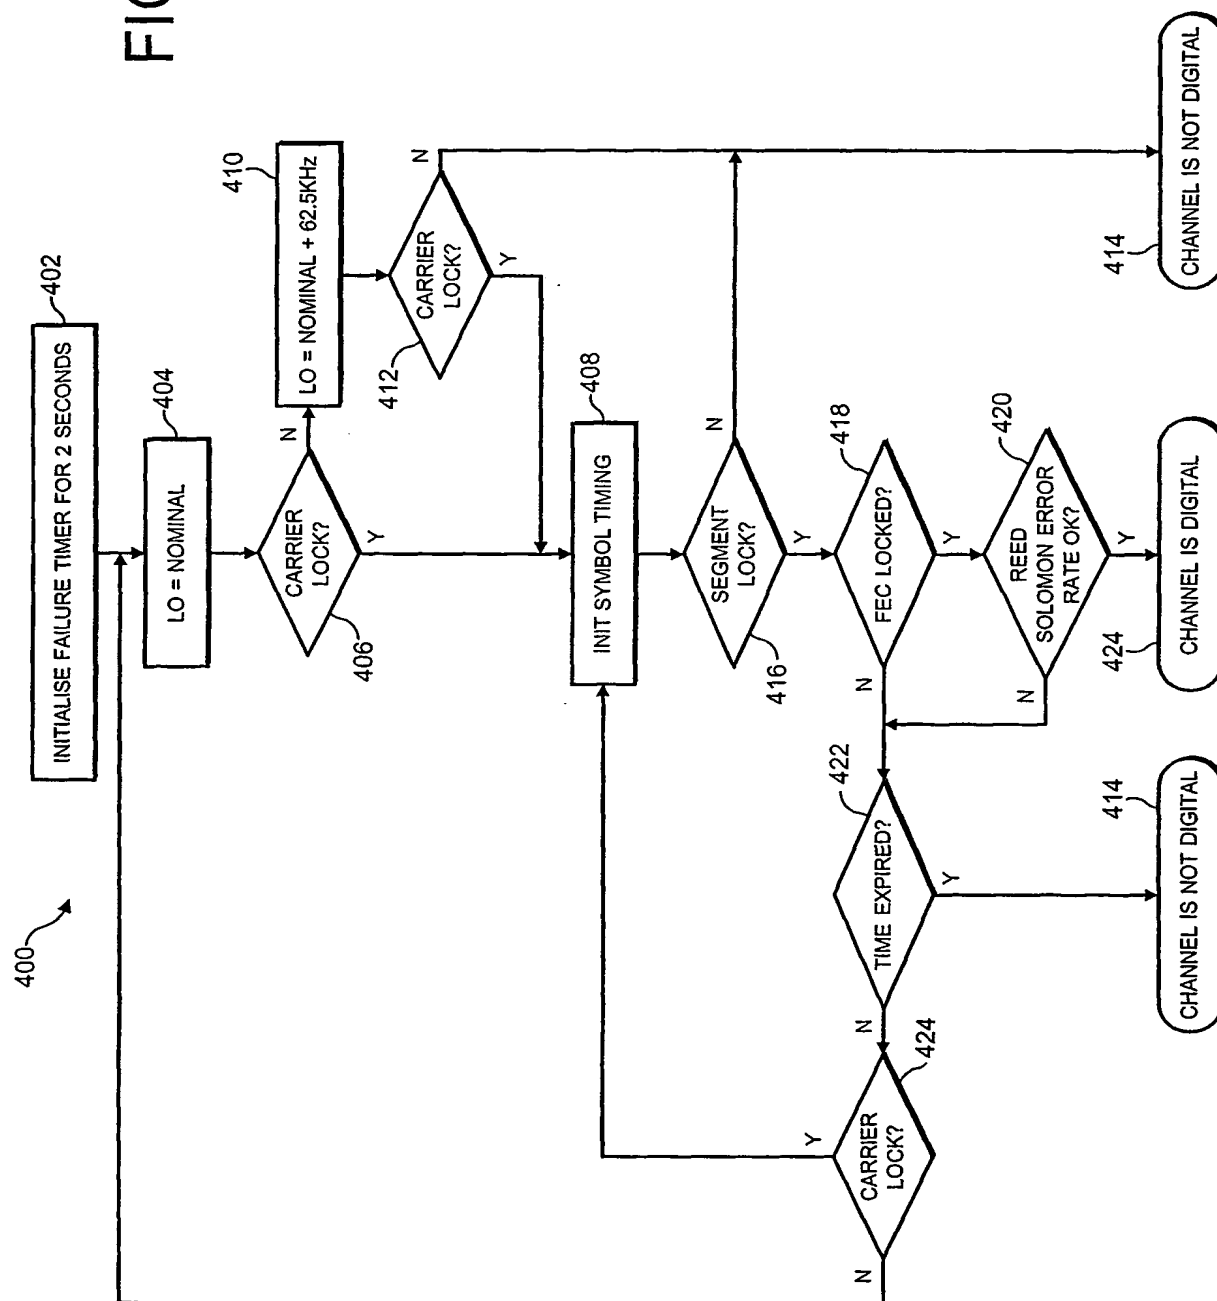 FIG
400
402
INITIALISE FAILURE TIMER FOR 2 SECONDS
404
LO = NOMINAL
CARRIER
LOCK?
406
N
Y
410
LO = NOMINAL + 62.5KHz
CARRIER
LOCK?
412
N
Y
408
INIT SYMBOL TIMING
SEGMENT
LOCK?
416
N
Y
418
FEC LOCKED?
N
Y
420
REED
SOLOMON ERROR
RATE OK?
N
Y
422
TIME EXPIRED?
N
Y
CARRIER
LOCK?
424
Y
N
414
CHANNEL IS NOT DIGITAL
424
CHANNEL IS DIGITAL
414
CHANNEL IS NOT DIGITAL